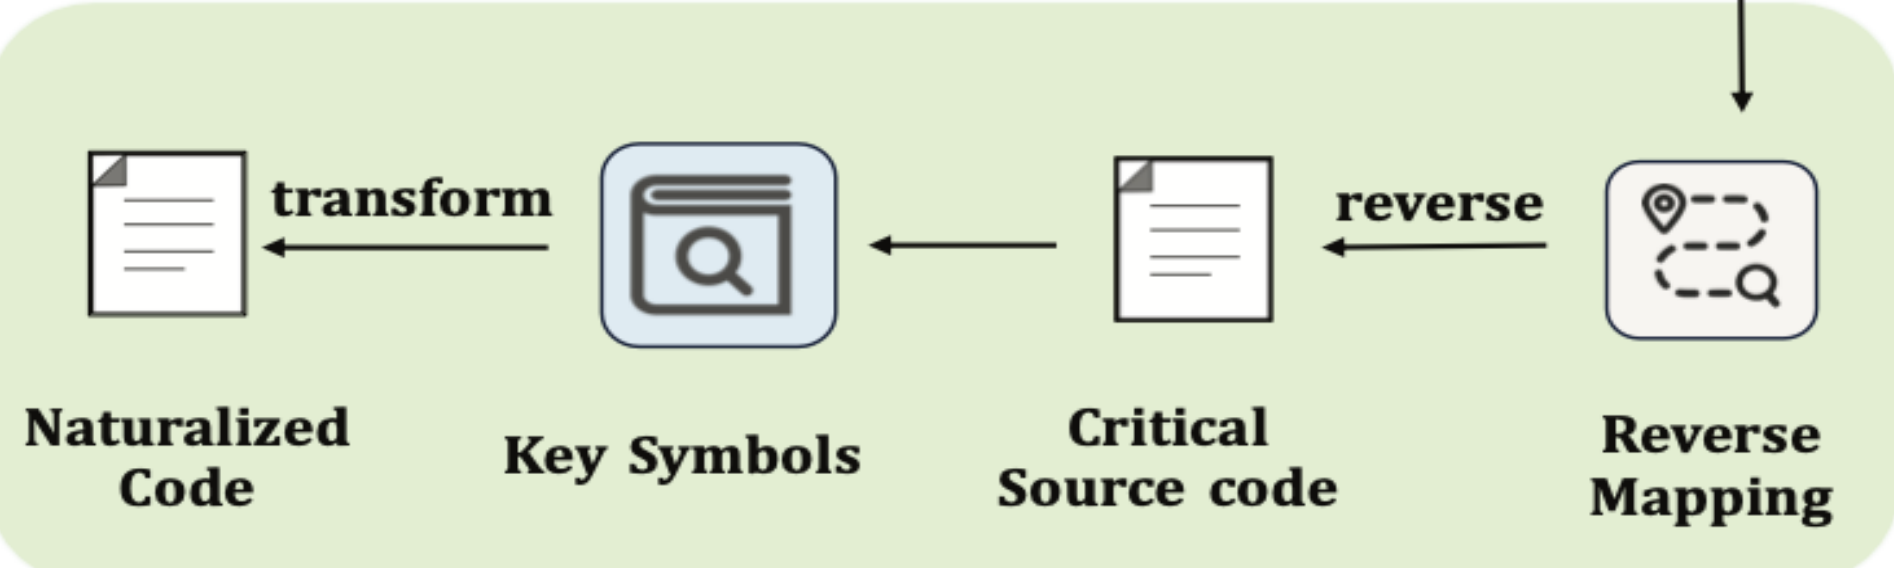 transform
reverse
Naturalized
Code
Key Symbols
Critical
Source code
Reverse
Mapping